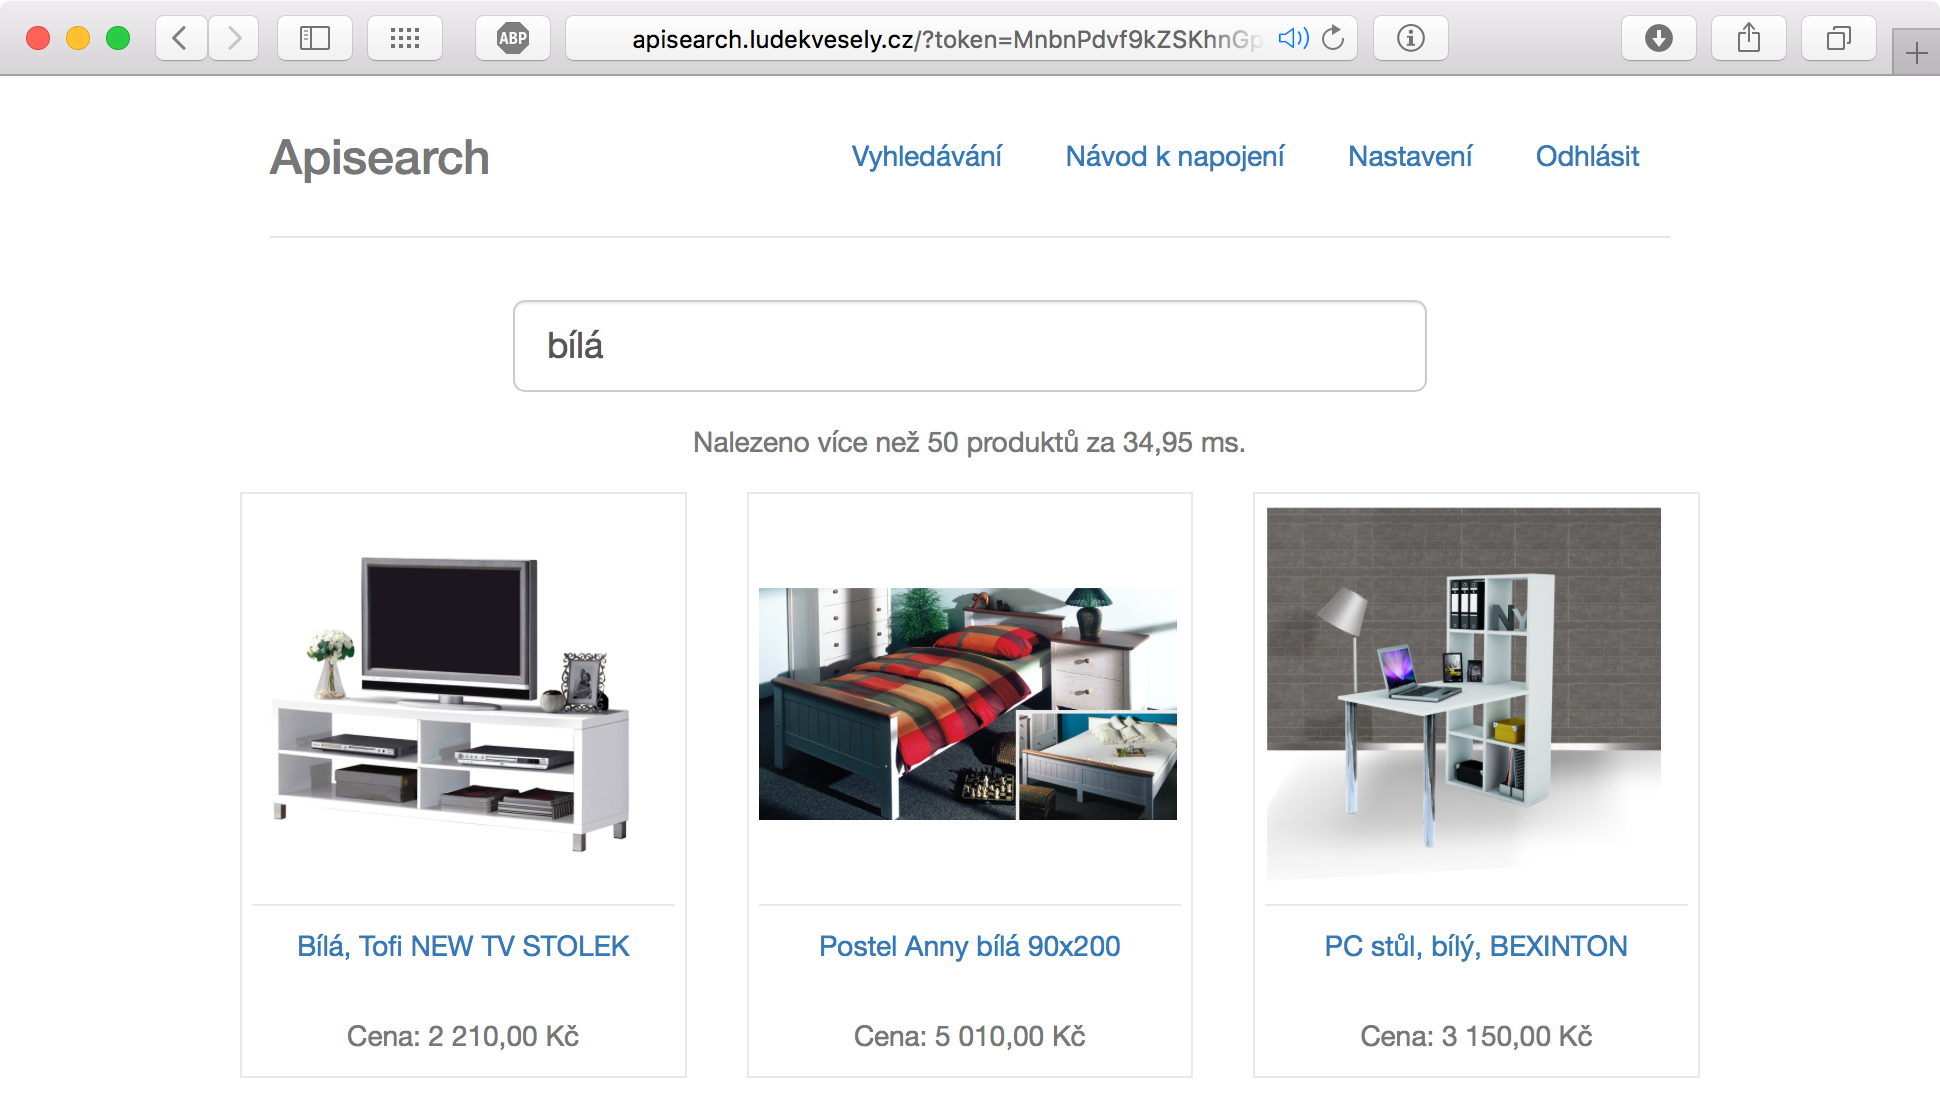 ABP
apisearch.ludekvesely.cz/?token=MnbnPdvf9kZSKhnGp
Apisearch
Vyhledávání
Návod k napojení
Nastavení
Odhlásit
bílá
Nalezeno více než 50 produktů za 34,95 ms.
NY
Bílá, Tofi NEW TV STOLEK
Postel Anny bílá 90x200
PC stůl, bílý, BEXINTON
Cena: 2 210,00 Kč
Cena: 5 010,00 Kč
Cena: 3 150,00 Kč